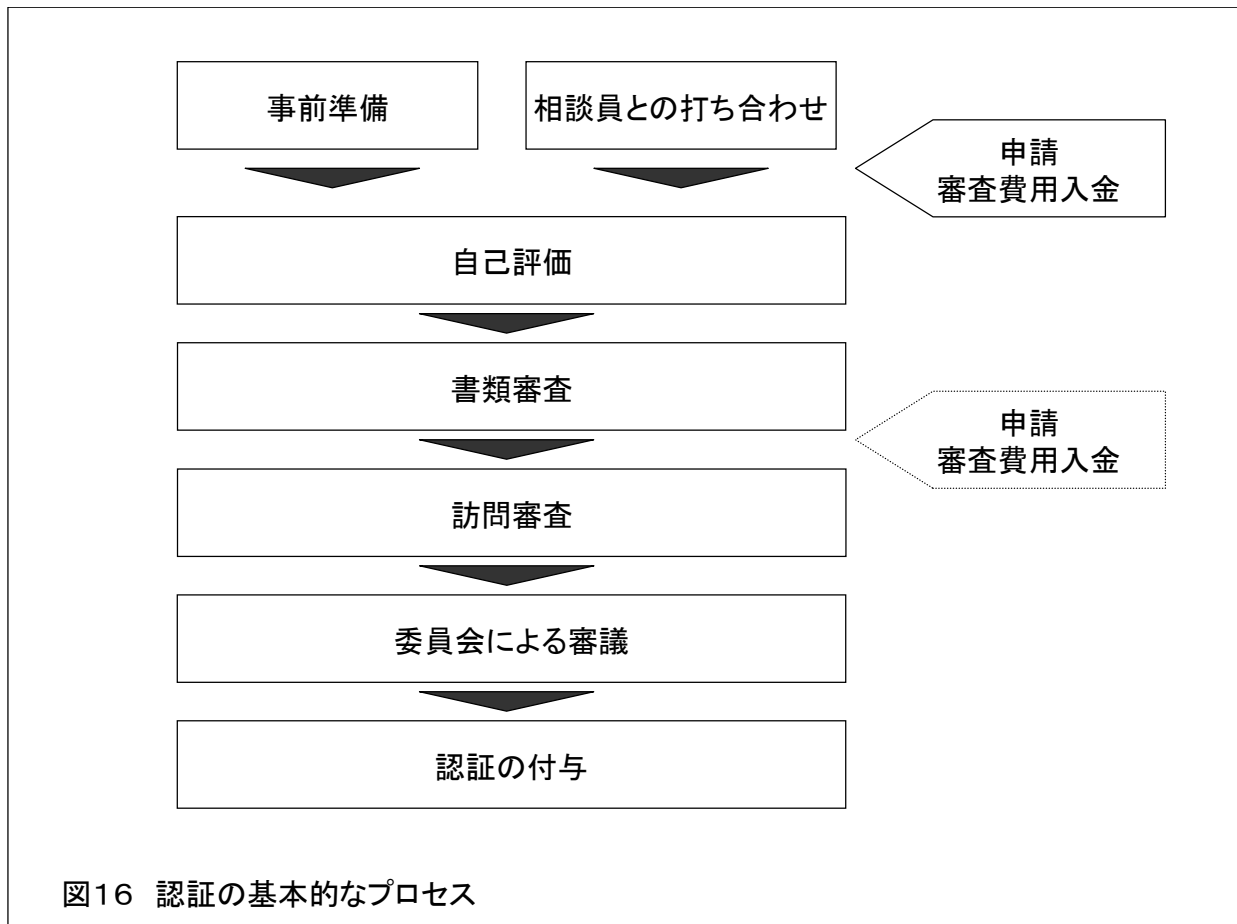 事前準備
相談員との打ち合わせ
申請
審査費用入金
自己評価
書類審査
申請
審査費用入金
訪問審査
委員会による審議
認証の付与
図16 認証の基本的なプロセス